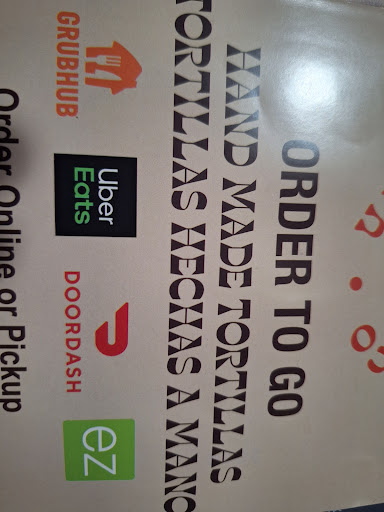 ORDER TO GO
HAND MADE TORTILLAS
TORTILLAS HECHAS A MANO
GRUBHUB
Uber
Eats
DOORDASH
ez
Order Online or Pickup